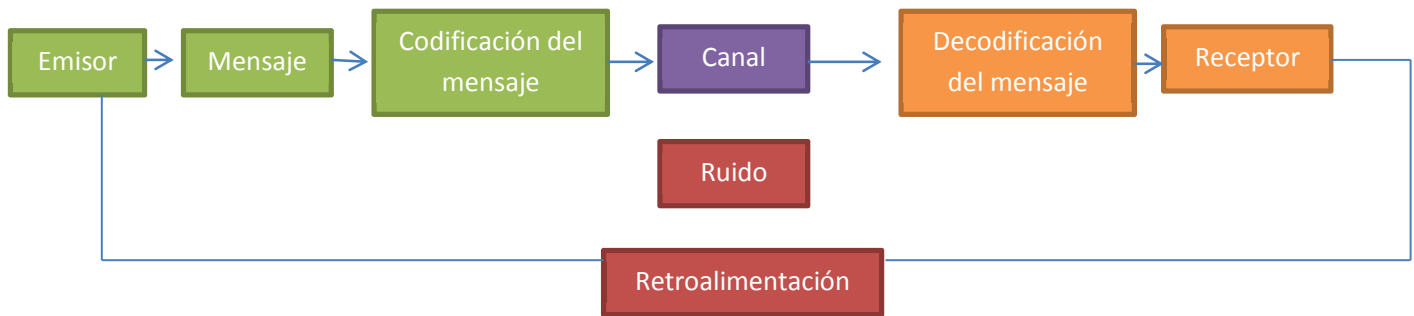 Emisor
Mensaje
Codificación del
mensaje
Canal
Decodificación
del mensaje
Receptor
Ruido
Retroalimentación